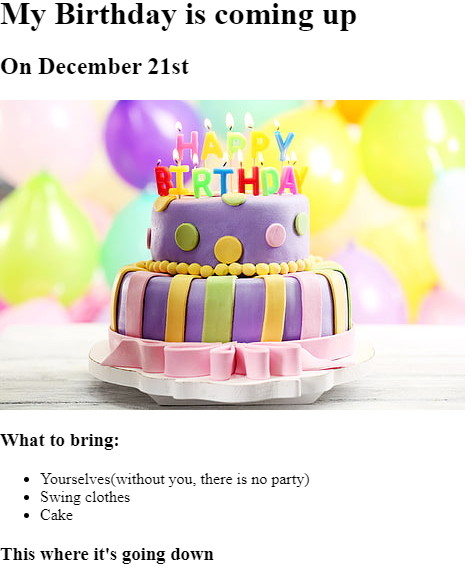 My Birthday is coming up
On December 21st
HAPPY
BIRTHDAY
What to bring:
Yourselves(without you, there is no party)
Swing clothes
Cake
This where it's going down